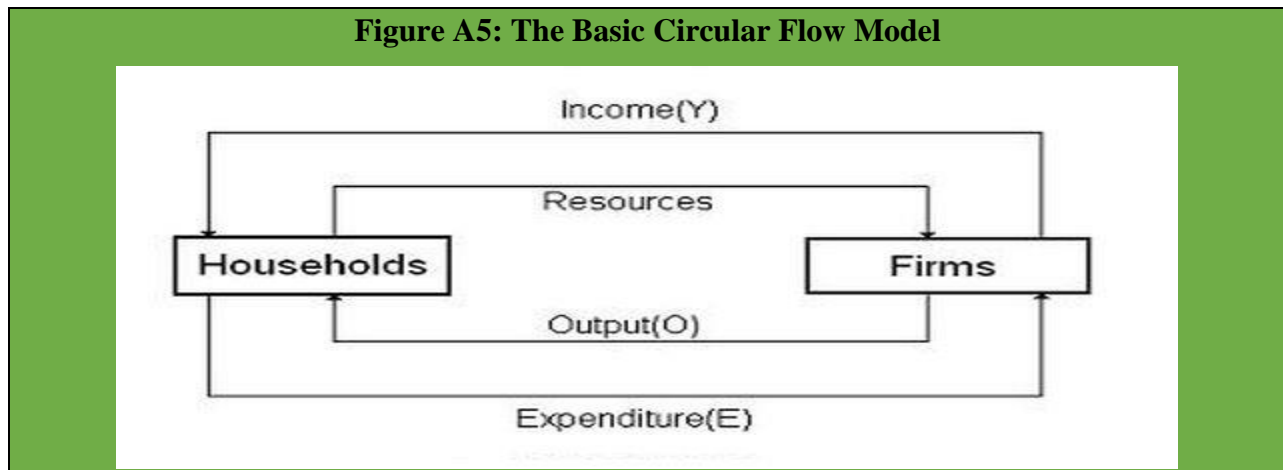 Figure A5: The Basic Circular Flow Model
Income(Y)
Resources
Households
Firms
Output(O)
Expenditure(E)